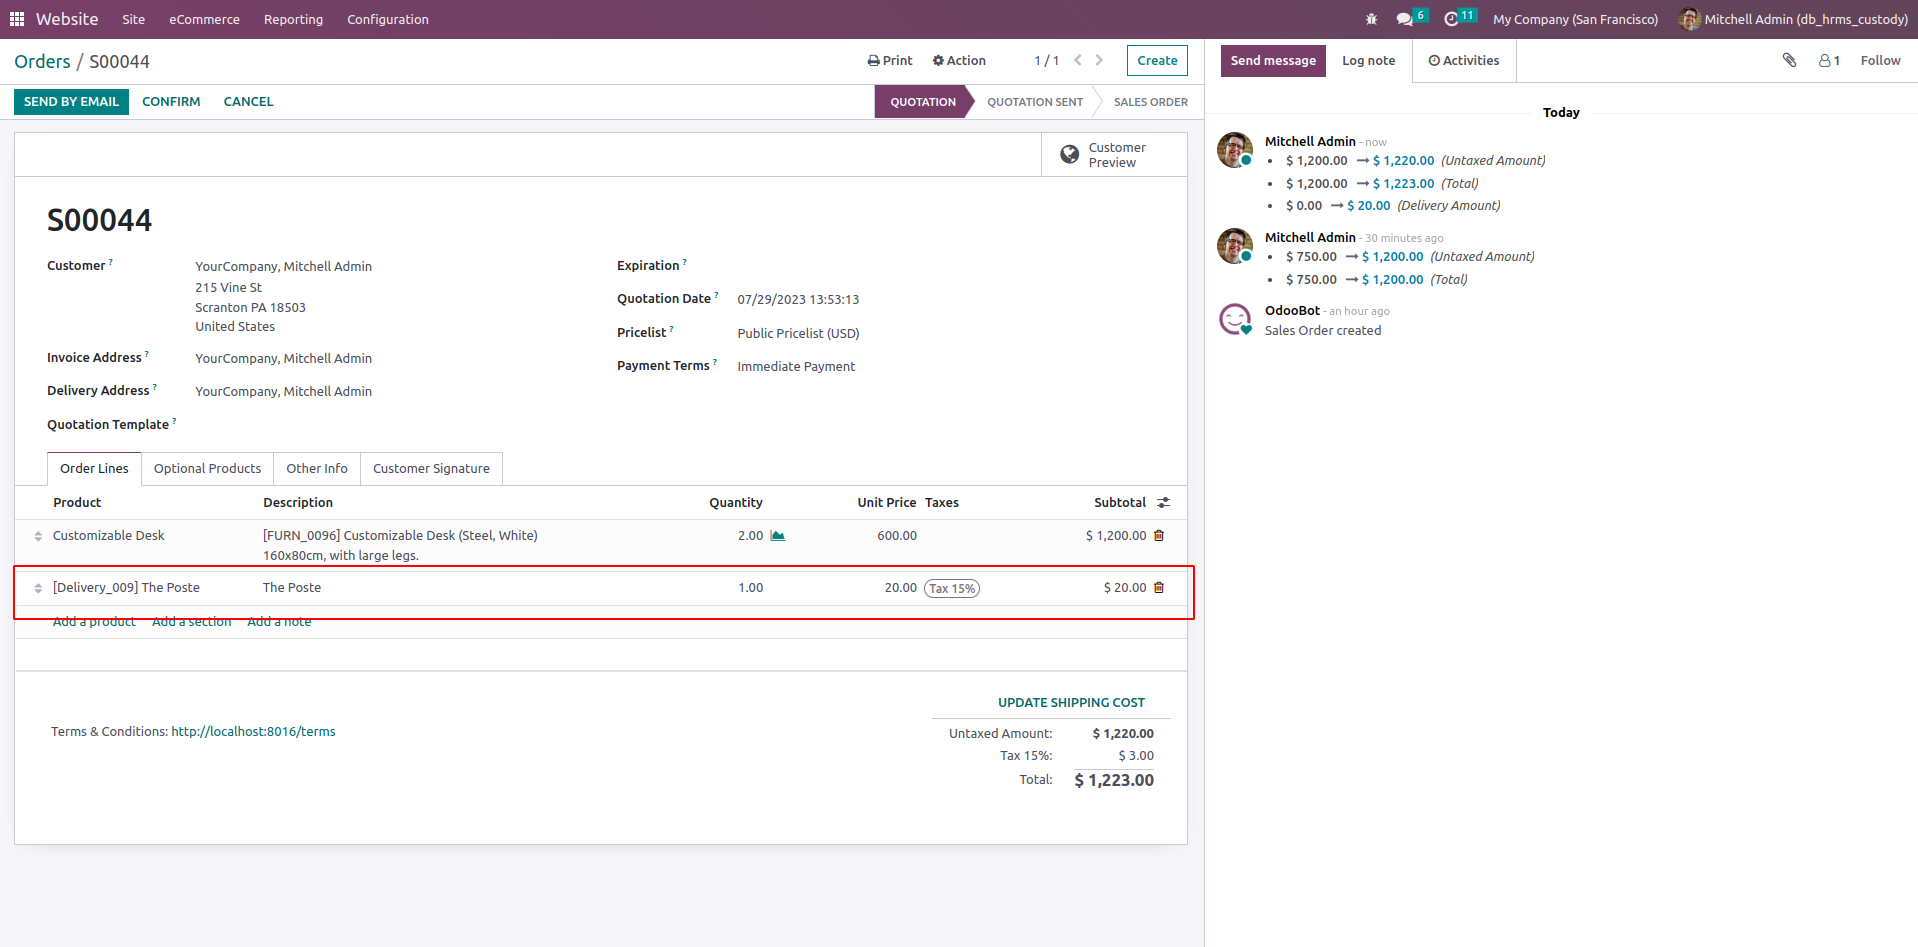 Website Site eCommerce Reporting Configuration 6 11 My Company (San Francisco) Mitchell Admin (db_hrms_custody)
Orders / S00044 Print Action 1 / 1 Create
SEND BY EMAIL CONFIRM CANCEL QUOTATION QUOTATION SENT SALES ORDER
Customer
Preview
S00044
Customer ? YourCompany, Mitchell Admin
215 Vine St
Scranton PA 18503
United States
Invoice Address ? YourCompany, Mitchell Admin
Delivery Address ? YourCompany, Mitchell Admin
Quotation Template ?
Expiration ?
Quotation Date ? 07/29/2023 13:53:13
Pricelist ? Public Pricelist (USD)
Payment Terms ? Immediate Payment
Order Lines Optional Products Other Info Customer Signature
Product Description Quantity Unit Price Taxes Subtotal
Customizable Desk [FURN_0096] Customizable Desk (Steel, White) 2.00 600.00 $ 1,200.00
160x80cm, with large legs.
[Delivery_009] The Poste The Poste 1.00 20.00 Tax 15% $ 20.00
Add a product Add a section Add a note
UPDATE SHIPPING COST
Terms & Conditions: http://localhost:8016/terms
Untaxed Amount: $ 1,220.00
Tax 15%: $ 3.00
Total: $ 1,223.00
Send message Log note Activities 1 Follow
Today
Mitchell Admin - now
• $ 1,200.00 → $ 1,220.00 (Untaxed Amount)
• $ 1,200.00 → $ 1,223.00 (Total)
• $ 0.00 → $ 20.00 (Delivery Amount)
Mitchell Admin - 30 minutes ago
• $ 750.00 → $ 1,200.00 (Untaxed Amount)
• $ 750.00 → $ 1,200.00 (Total)
OdooBot - an hour ago
Sales Order created